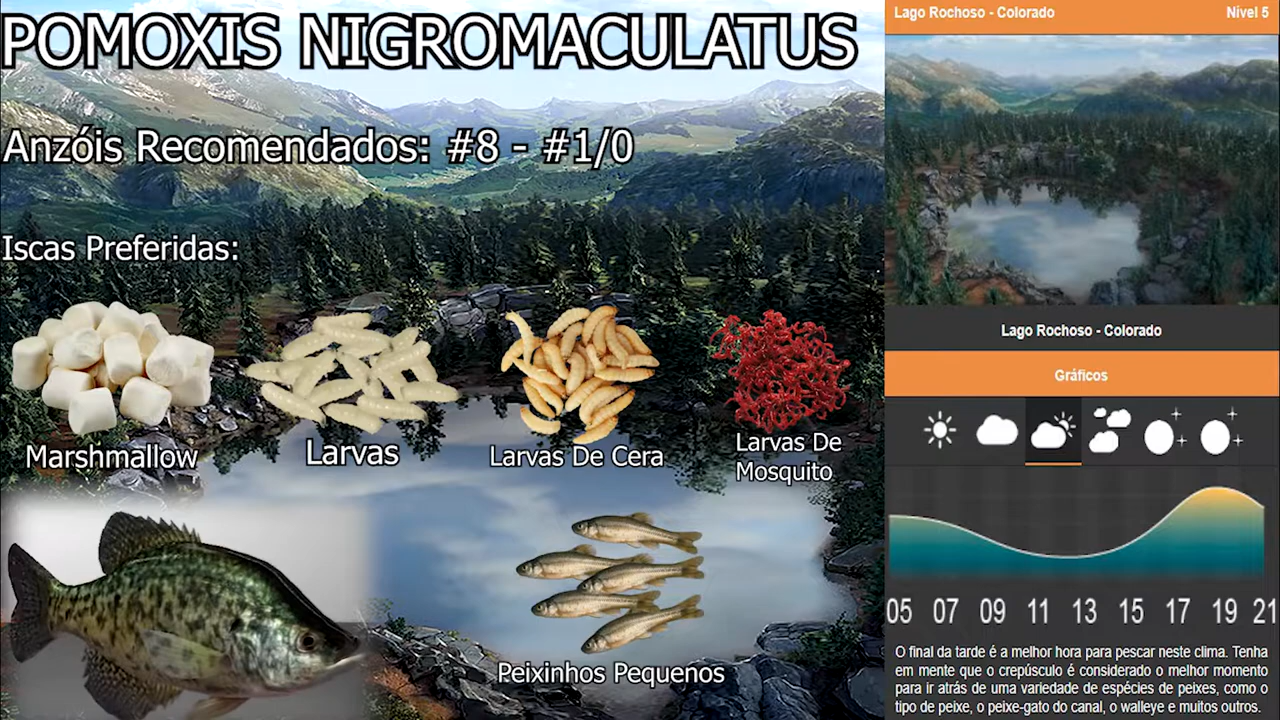 POMOXIS NIGROMACULATUS
Anzóis Recomendados: #8 - #1/0
Iscas Preferidas:
Marshmallow
Larvas
Larvas De Cera
Larvas De
Mosquito
Peixinhos Pequenos
Lago Rochoso - Colorado
Nível 5
Lago Rochoso - Colorado
Gráficos
05 07 09 11 13 15 17 19 21
O final da tarde é a melhor hora para pescar neste clima. Tenha
em mente que o crepúsculo é considerado o melhor momento
para ir atrás de uma variedade de espécies de peixes, como o
tipo de peixe, o peixe-gato do canal, o walleye e muitos outros.